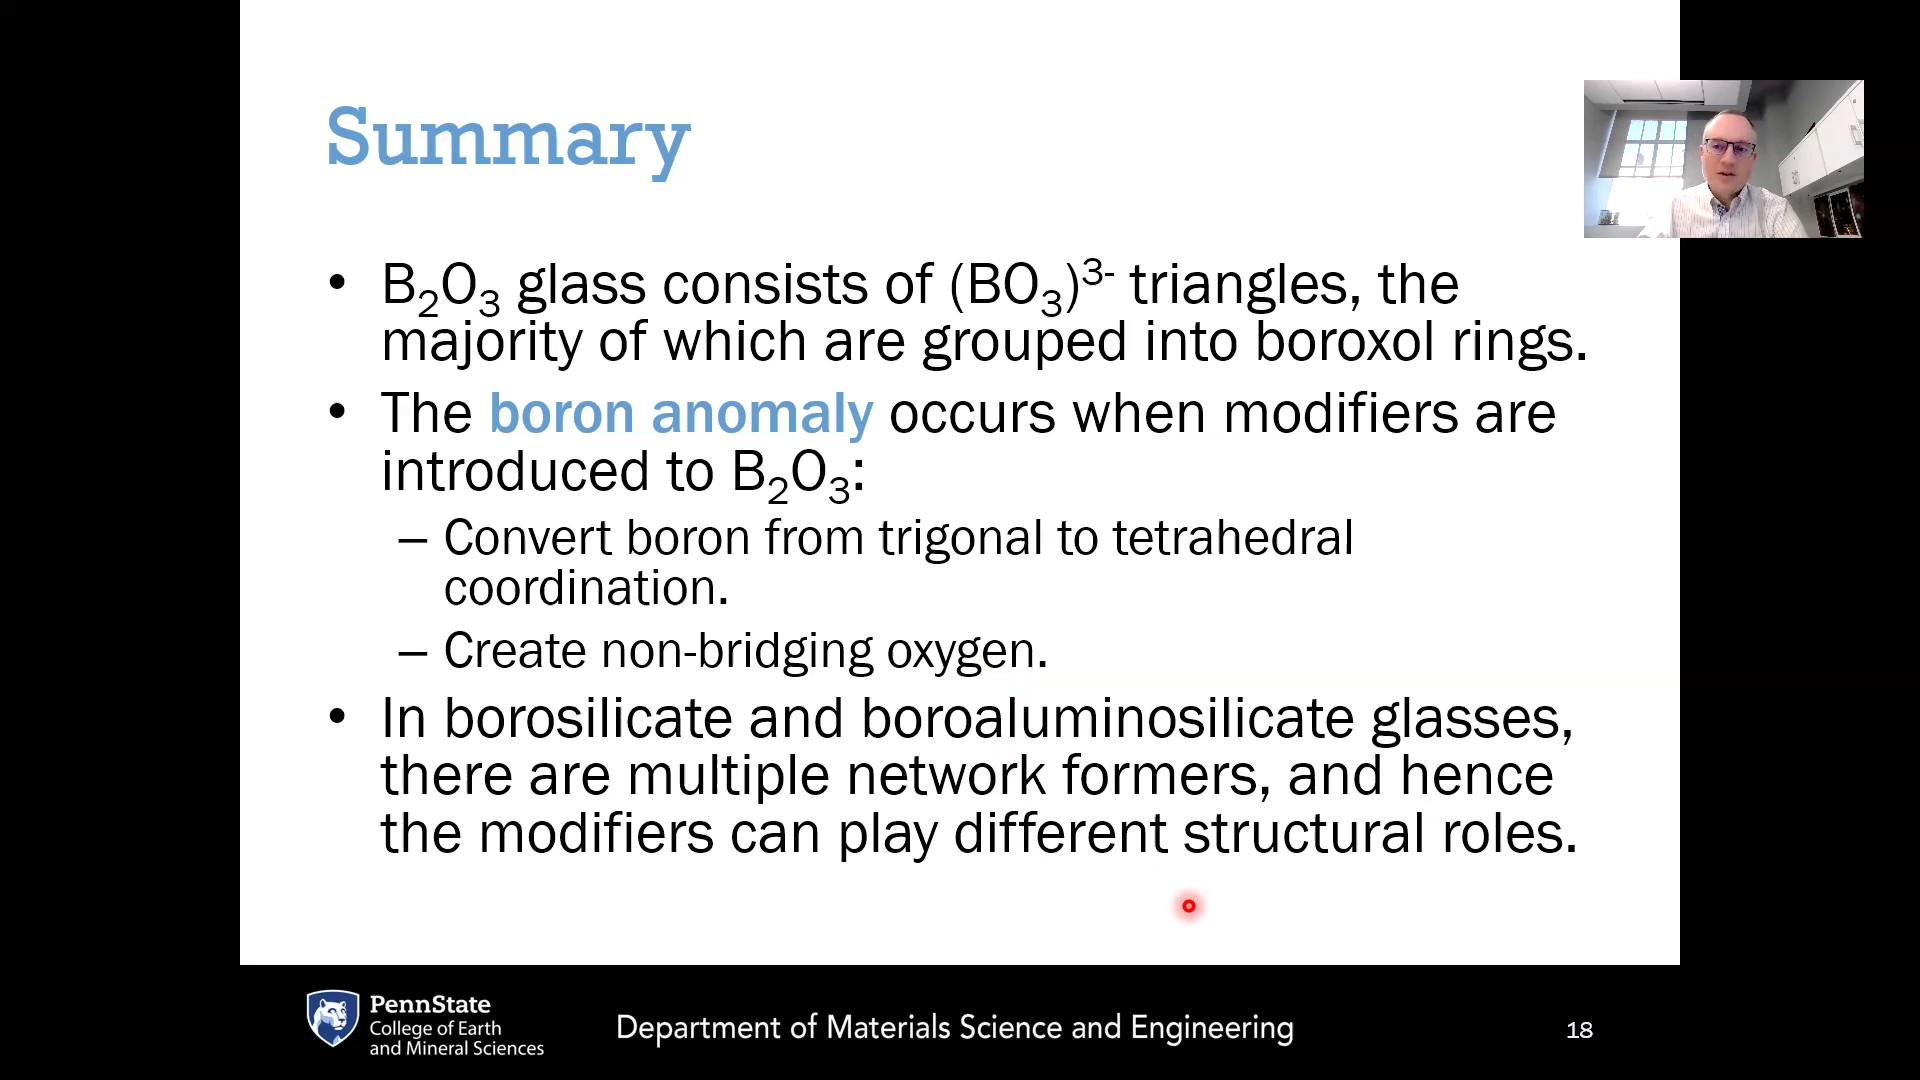 Summary
• B₂O₃ glass consists of (BO₃)³⁻ triangles, the
majority of which are grouped into boroxol rings.
• The boron anomaly occurs when modifiers are
introduced to B₂O₃:
– Convert boron from trigonal to tetrahedral
coordination.
– Create non-bridging oxygen.
• In borosilicate and boroaluminosilicate glasses,
there are multiple network formers, and hence
the modifiers can play different structural roles.
PennState
College of Earth
and Mineral Sciences
Department of Materials Science and Engineering
18